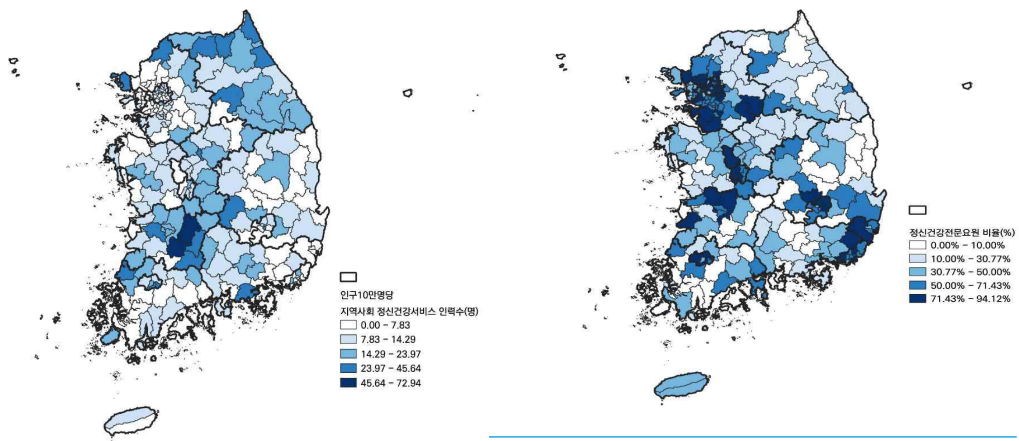 인구10만명당
지역사회 정신건강서비스 인력수(명)
0.00 - 7.83
7.83 - 14.29
14.29 - 23.97
23.97 - 45.64
45.64 - 72.94
정신건강전문요원 비율(%)
0.00% - 10.00%
10.00% - 30.77%
30.77% - 50.00%
50.00% - 71.43%
71.43% - 94.12%